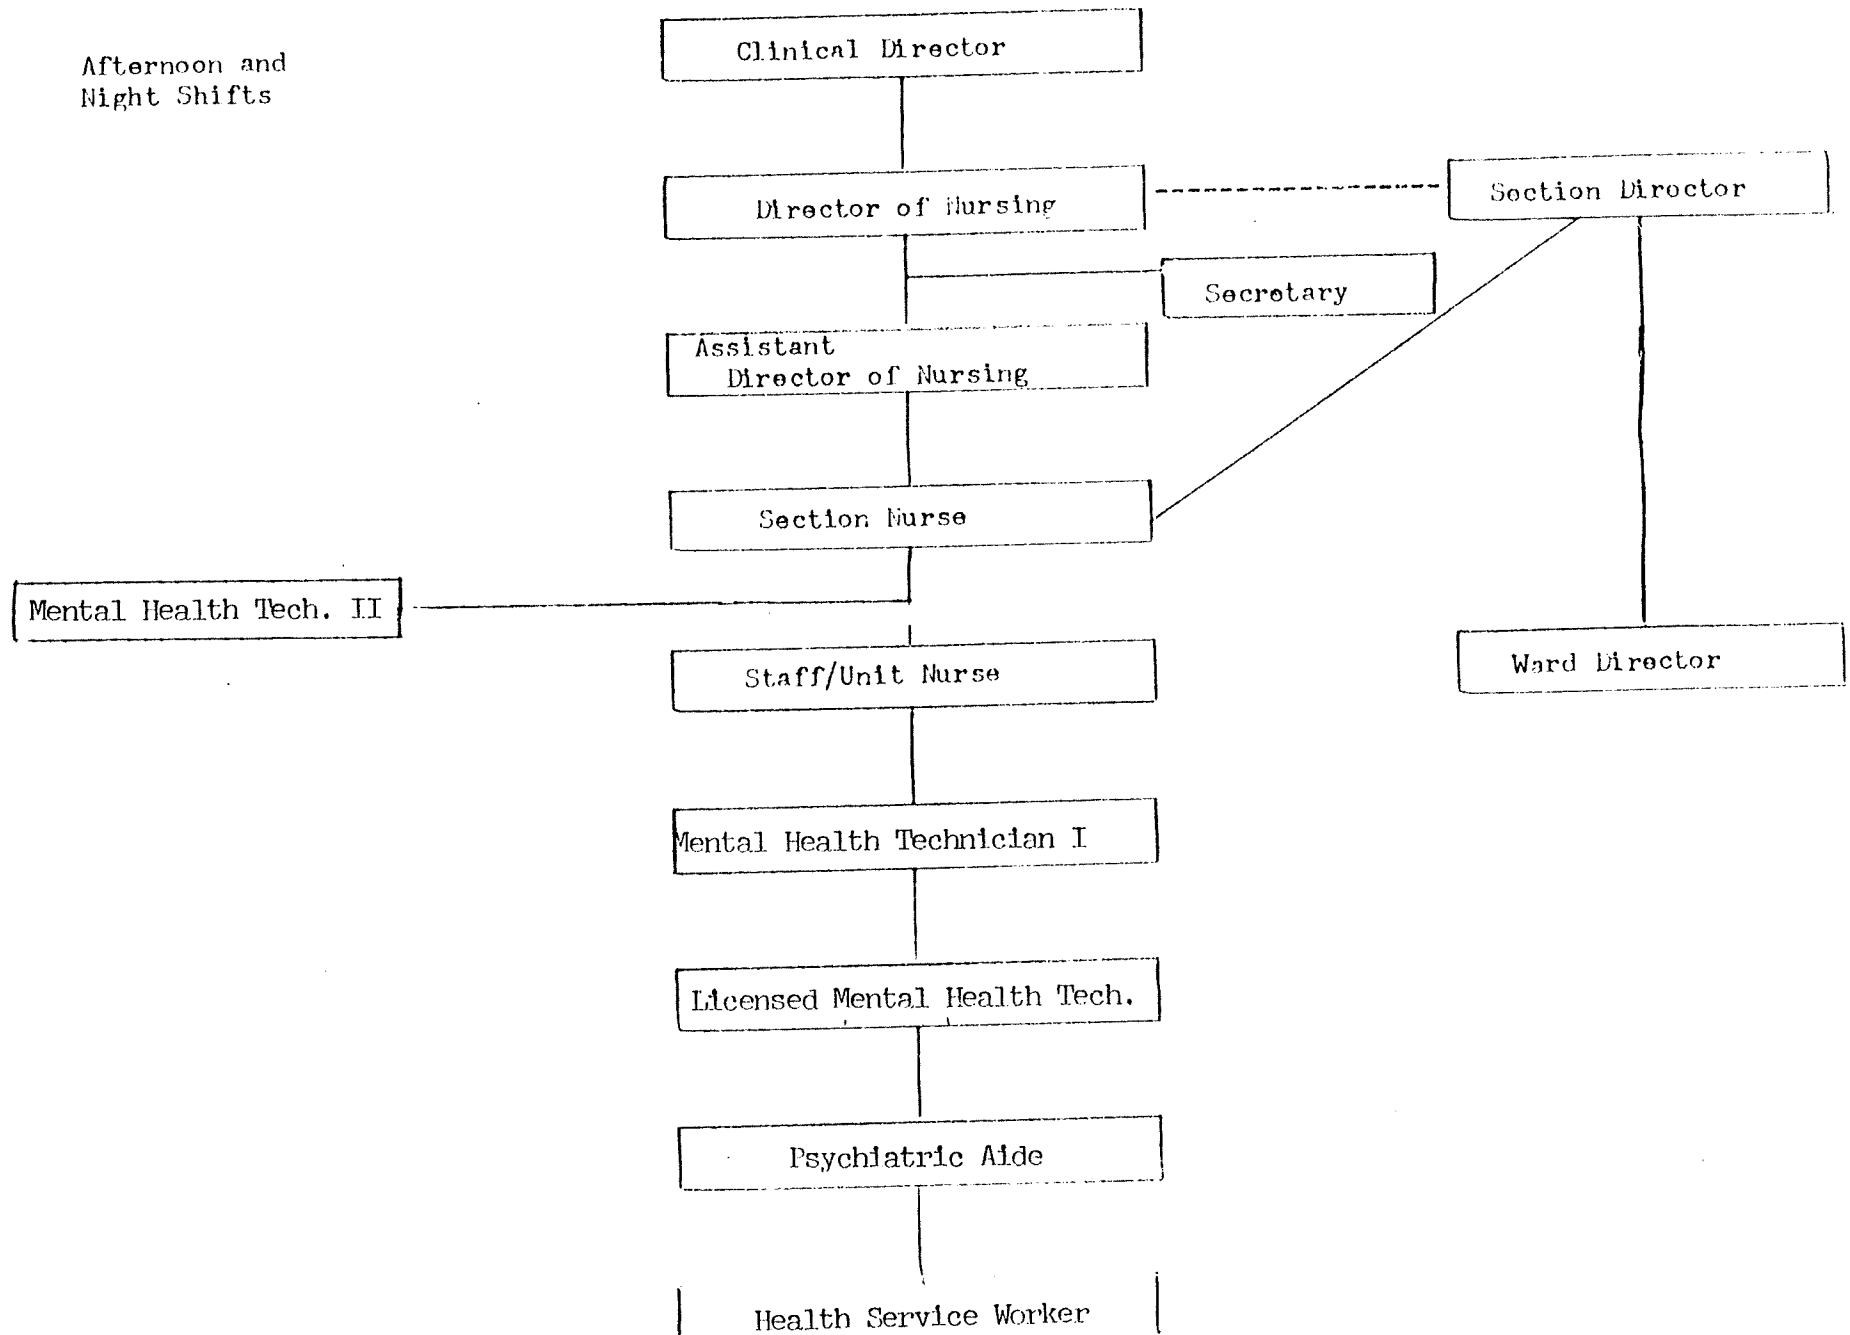 Afternoon and
Night Shifts
Clinical Director
Director of Nursing
Section Director
Secretary
Assistant
Director of Nursing
Section Nurse
Mental Health Tech. II
Staff/Unit Nurse
Ward Director
Mental Health Technician I
Licensed Mental Health Tech.
Psychiatric Aide
Health Service Worker